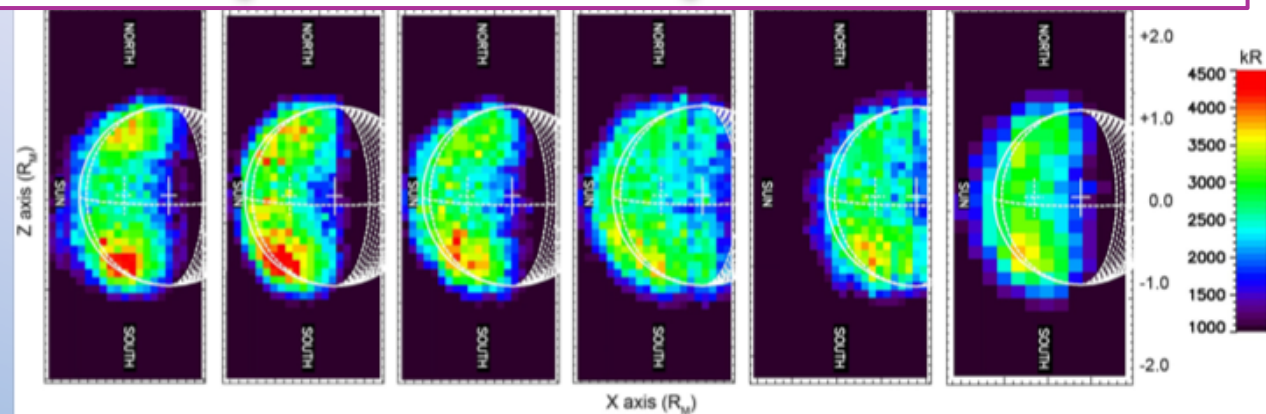 NORTH NORTH NORTH NORTH NORTH NORTH
+2.0
kR
4500
4000
+1.0
3500
Z axis (R_M)
SUN SUN SUN SUN SUN SUN
0.0
3000
2500
2000
-1.0
1500
1000
SOUTH SOUTH SOUTH SOUTH SOUTH SOUTH
-2.0
X axis (R_M)